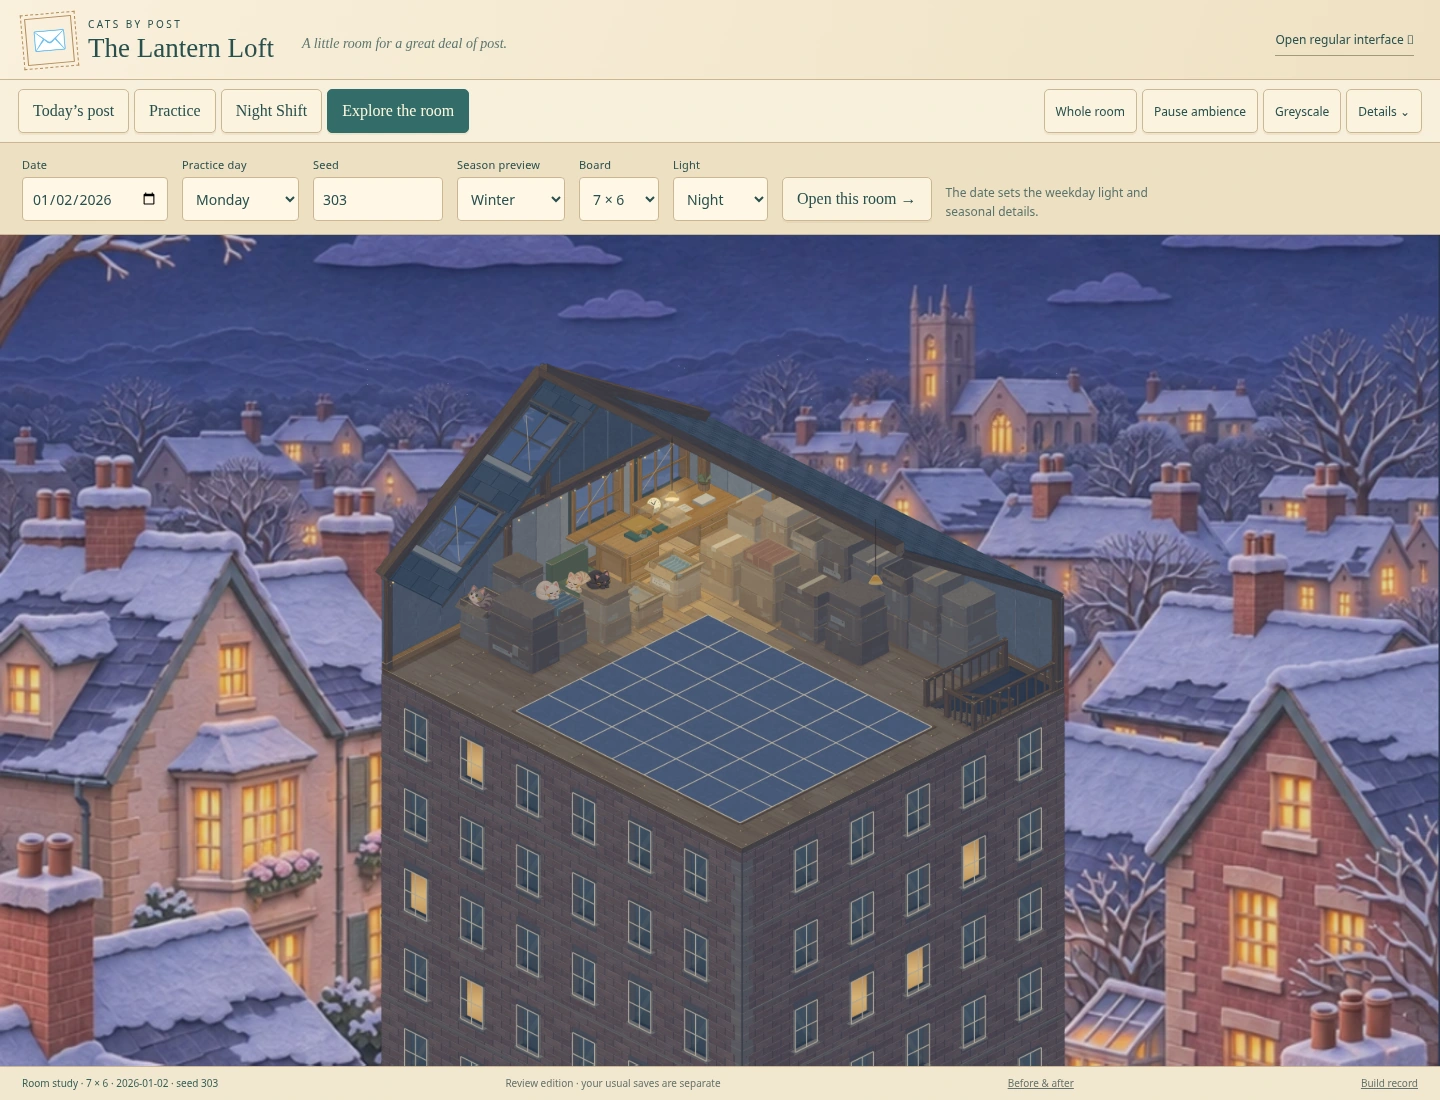 CATS BY POST
The Lantern Loft
A little room for a great deal of post.
Open regular interface
Today’s post
Practice
Night Shift
Explore the room
Whole room
Pause ambience
Greyscale
Details ⌄
Date
Practice day
Seed
Season preview
Board
Light
01/02/2026
Monday
303
Winter
7 × 6
Night
Open this room →
The date sets the weekday light and
seasonal details.
Room study · 7 × 6 · 2026-01-02 · seed 303
Review edition · your usual saves are separate
Before & after
Build record